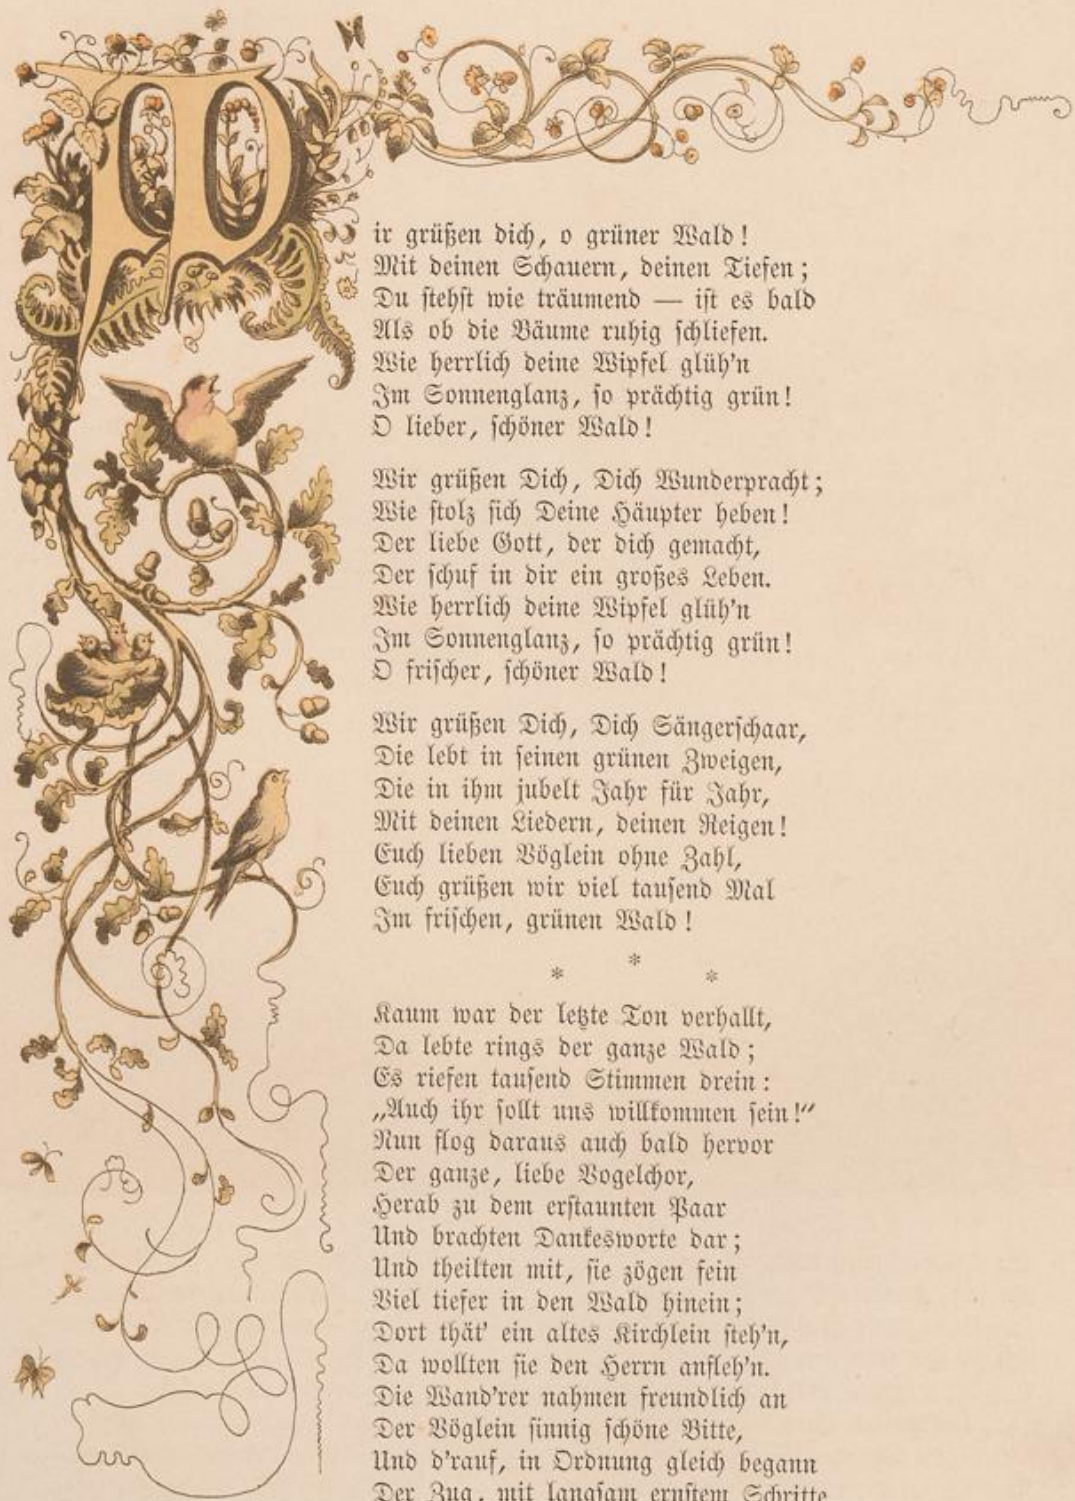 Wir grüßen dich, o grüner Wald!
Mit deinen Schauern, deinen Tiefen;
Du stehst wie träumend — ist es bald
Als ob die Bäume ruhig schliefen.
Wie herrlich deine Wipfel glüh'n
Im Sonnenglanz, so prächtig grün!
O lieber, schöner Wald!
Wir grüßen Dich, Dich Wunderpracht;
Wie stolz sich Deine Häupter heben!
Der liebe Gott, der dich gemacht,
Der schuf in dir ein großes Leben.
Wie herrlich deine Wipfel glüh'n
Im Sonnenglanz, so prächtig grün!
O frischer, schöner Wald!
Wir grüßen Dich, Dich Sängerschaar,
Die lebt in seinen grünen Zweigen,
Die in ihm jubelt Jahr für Jahr,
Mit deinen Liedern, deinen Reigen!
Euch lieben Vöglein ohne Zahl,
Euch grüßen wir viel tausend Mal
Im frischen, grünen Wald!
* * *
Kaum war der letzte Ton verhallt,
Da lebte rings der ganze Wald;
Es riefen tausend Stimmen drein:
„Auch ihr sollt uns willkommen sein!“
Nun flog daraus auch bald hervor
Der ganze, liebe Vogelchor,
Herab zu dem erstaunten Paar
Und brachten Dankesworte dar;
Und theilten mit, sie zögen fein
Viel tiefer in den Wald hinein;
Dort thät' ein altes Kirchlein steh'n,
Da wollten sie den Herrn anfleh'n.
Die Wand'rer nahmen freundlich an
Der Vöglein sinnig schöne Bitte,
Und d'rauf, in Ordnung gleich begann
Der Zug, mit langsam ernstem Schritte